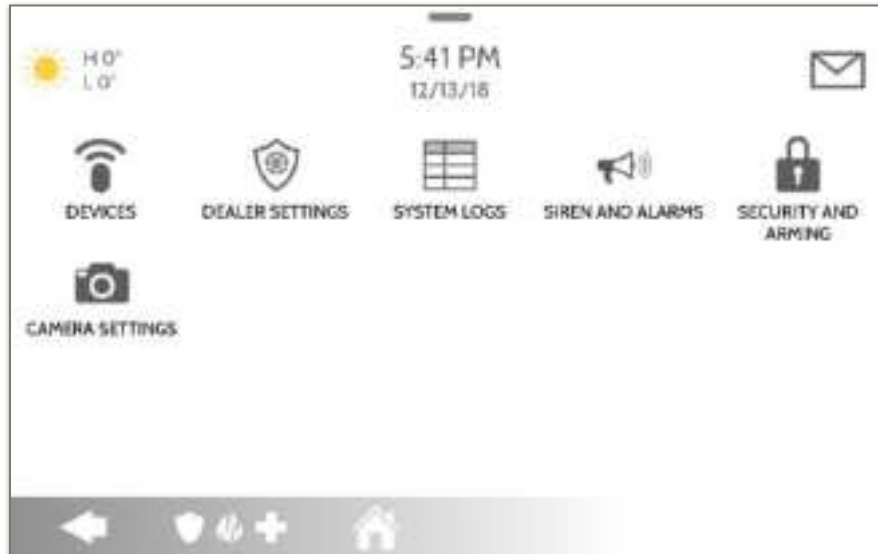 H 0°
L 0°
5:41 PM
12/13/18
DEVICES
DEALER SETTINGS
SYSTEM LOGS
SIREN AND ALARMS
SECURITY AND
ARMING
CAMERA SETTINGS